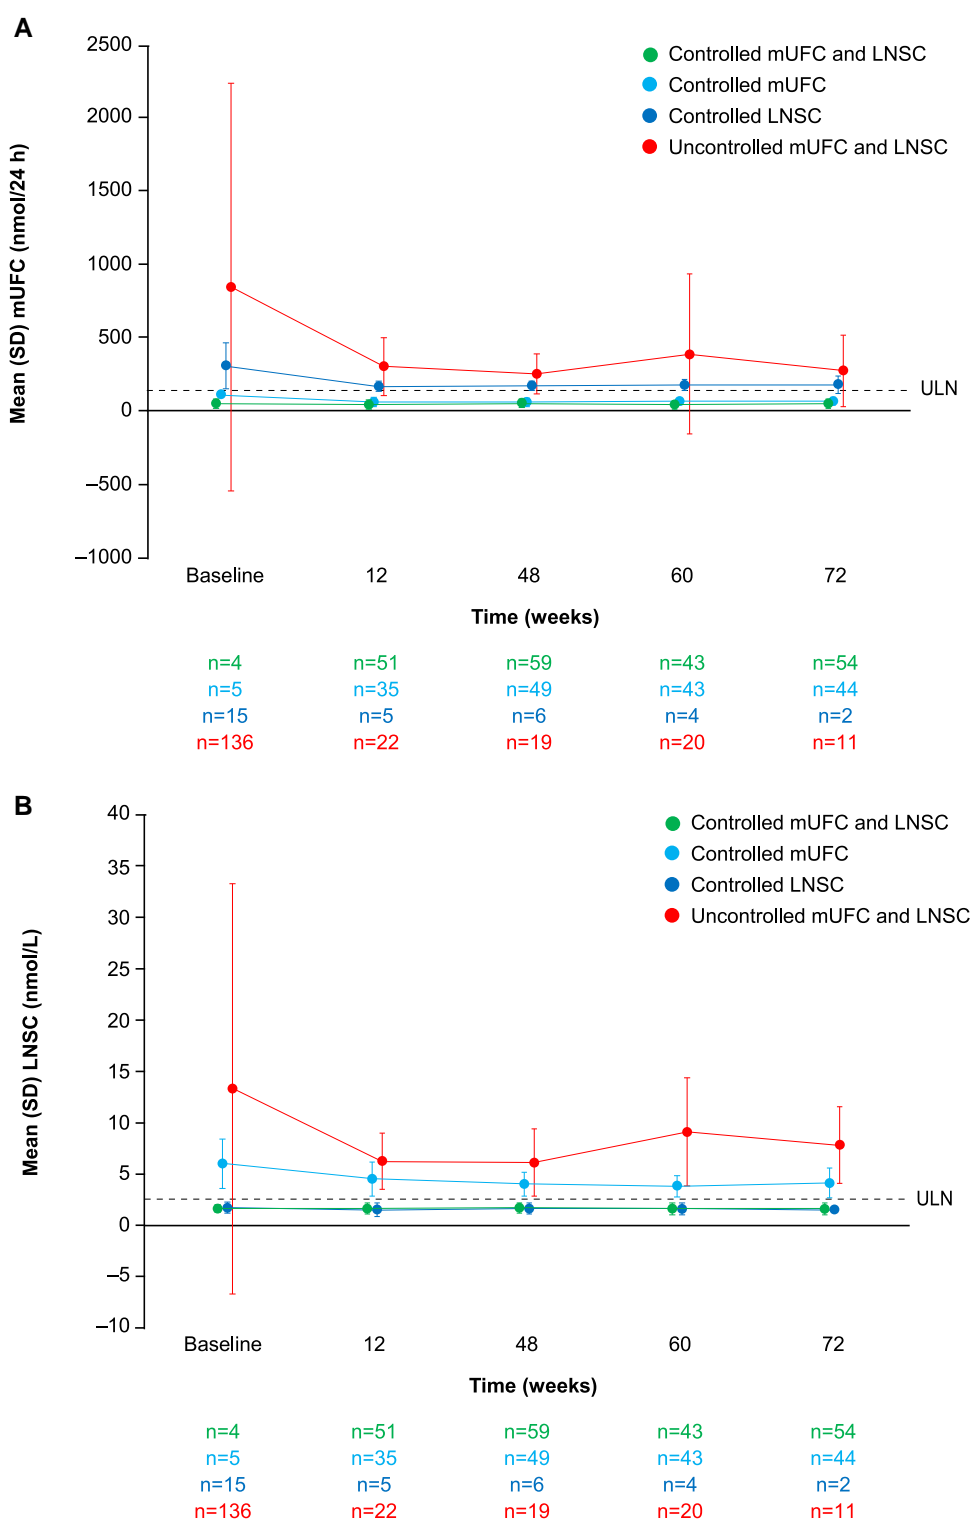 A
Mean (SD) mUFC (nmol/24 h)
2500
2000
1500
1000
500
0
–500
–1000
Controlled mUFC and LNSC
Controlled mUFC
Controlled LNSC
Uncontrolled mUFC and LNSC
ULN
Baseline 12 48 60 72
Time (weeks)
n=4 n=51 n=59 n=43 n=54
n=5 n=35 n=49 n=43 n=44
n=15 n=5 n=6 n=4 n=2
n=136 n=22 n=19 n=20 n=11
B
Mean (SD) LNSC (nmol/L)
40
35
30
25
20
15
10
5
0
–5
–10
Controlled mUFC and LNSC
Controlled mUFC
Controlled LNSC
Uncontrolled mUFC and LNSC
ULN
Baseline 12 48 60 72
Time (weeks)
n=4 n=51 n=59 n=43 n=54
n=5 n=35 n=49 n=43 n=44
n=15 n=5 n=6 n=4 n=2
n=136 n=22 n=19 n=20 n=11